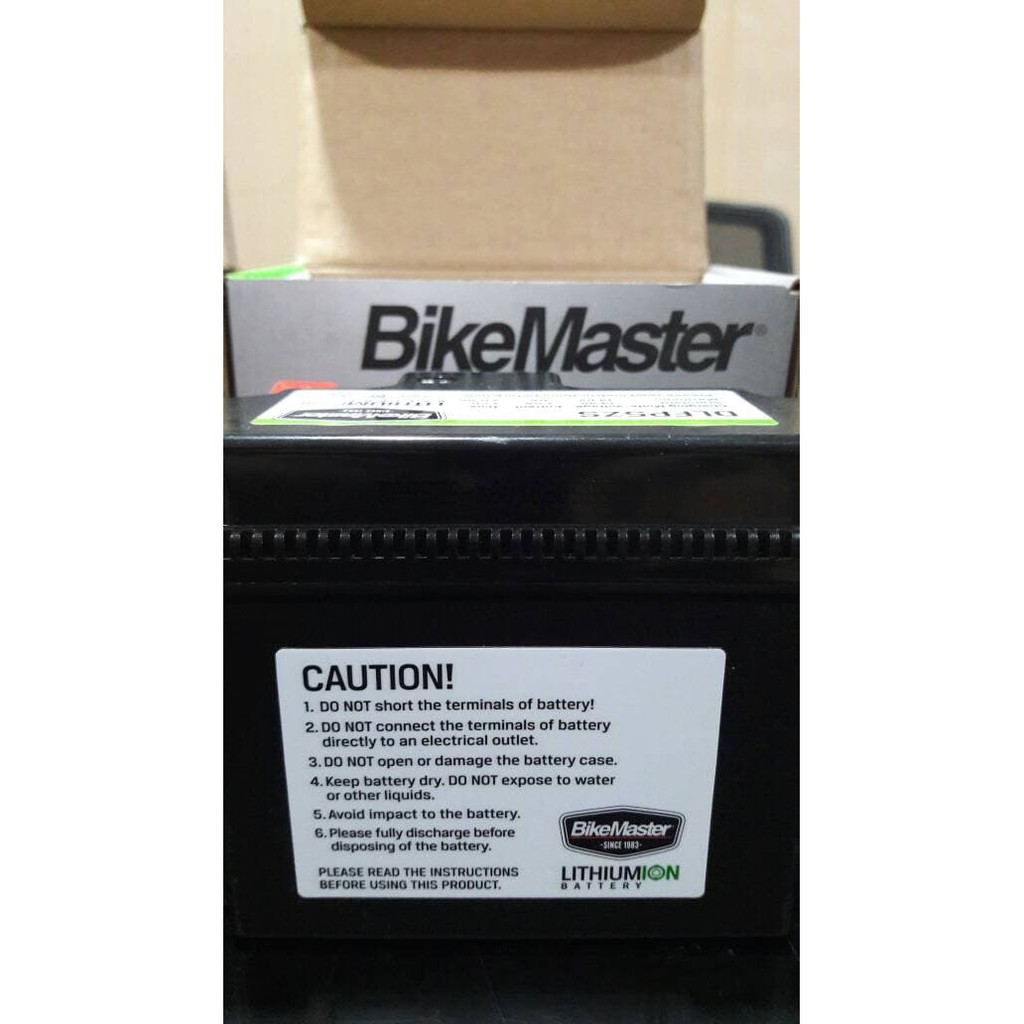 BikeMaster®
DLFP5ZS
LITHIUM
BikeMaster
CAUTION!
1. DO NOT short the terminals of battery!
2. DO NOT connect the terminals of battery
directly to an electrical outlet.
3. DO NOT open or damage the battery case.
4. Keep battery dry. DO NOT expose to water
or other liquids.
5. Avoid impact to the battery.
6. Please fully discharge before
disposing of the battery.
PLEASE READ THE INSTRUCTIONS
BEFORE USING THIS PRODUCT.
BikeMaster
-SINCE 1983-
LITHIUMION
BATTERY